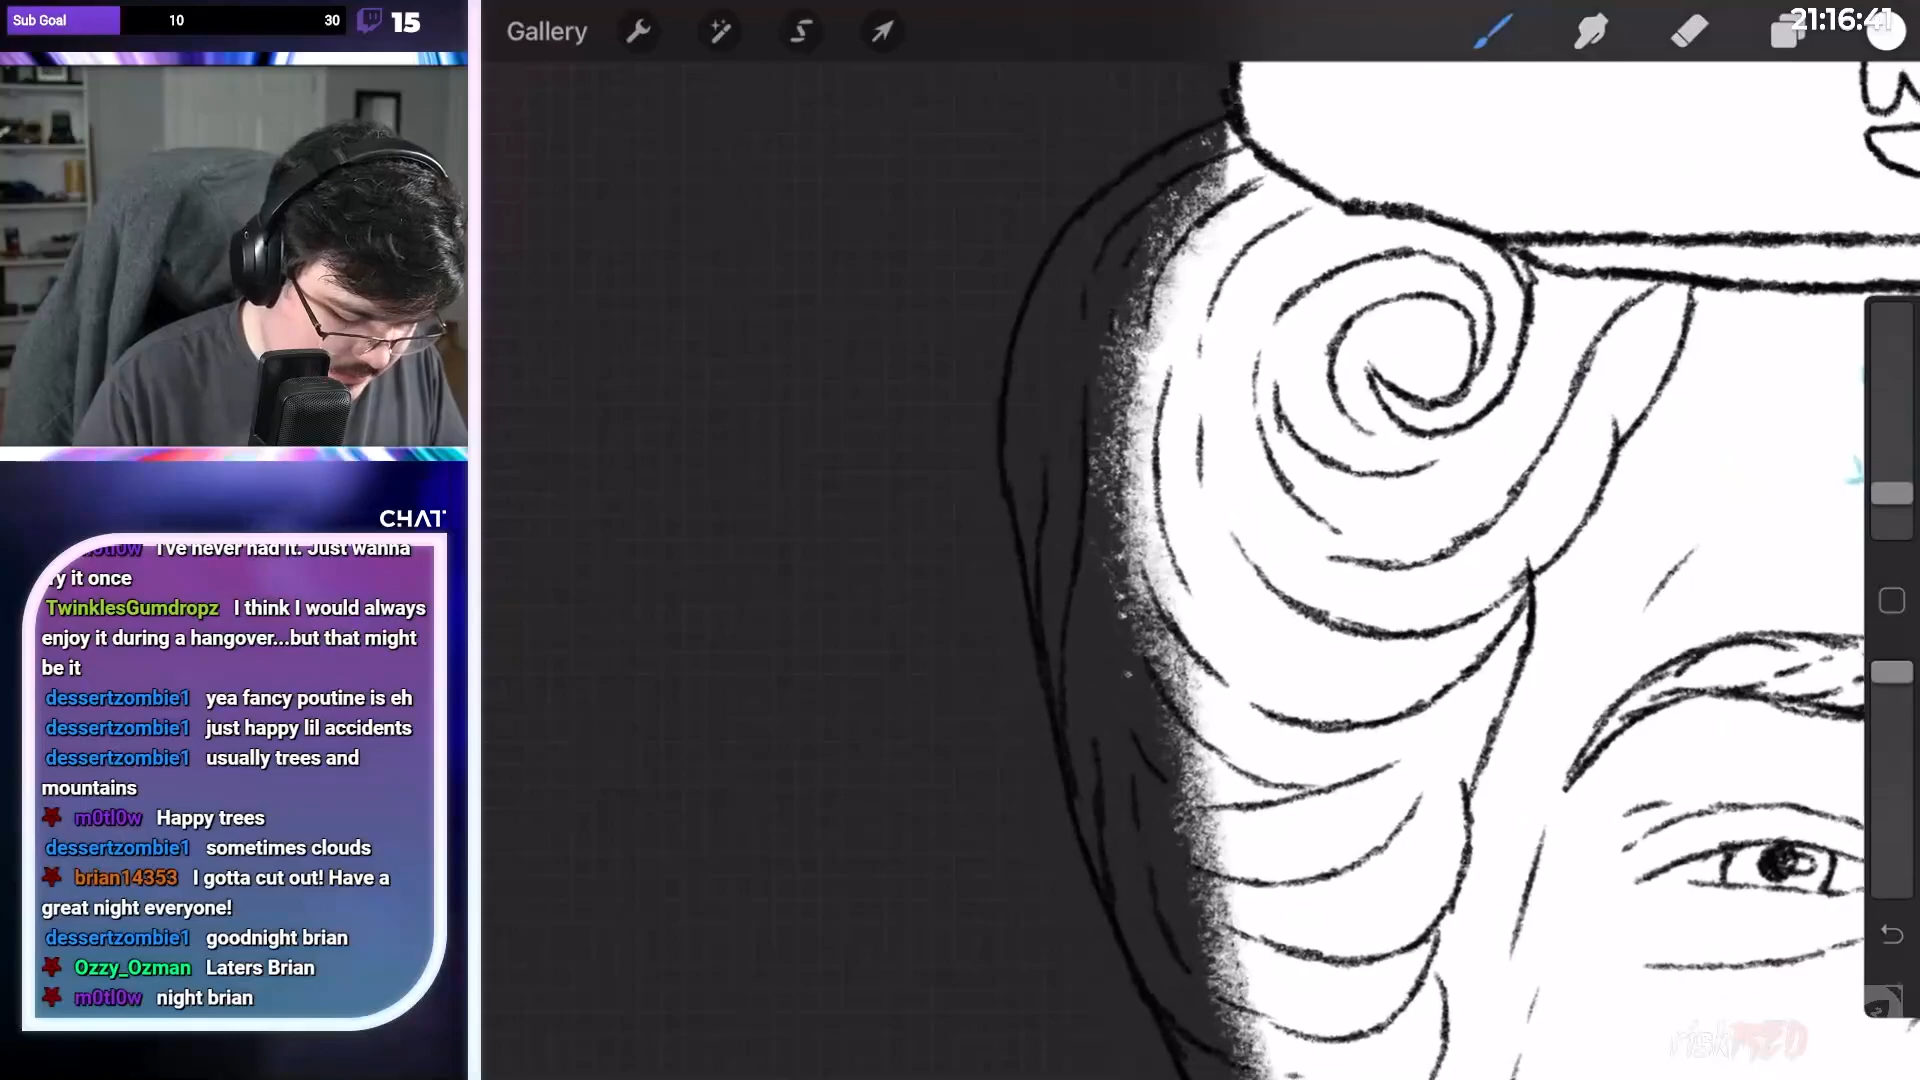 Sub Goal 10 30 15
Gallery
21:16:41
CHAT
I've never had it. Just wanna
it once
TwinklesGumdropz I think I would always
enjoy it during a hangover...but that might
be it
dessertzombie1 yea fancy poutine is eh
dessertzombie1 just happy lil accidents
dessertzombie1 usually trees and
mountains
m0tl0w Happy trees
dessertzombie1 sometimes clouds
brian14353 I gotta cut out! Have a
great night everyone!
dessertzombie1 goodnight brian
Ozzy_Ozman Laters Brian
m0tl0w night brian